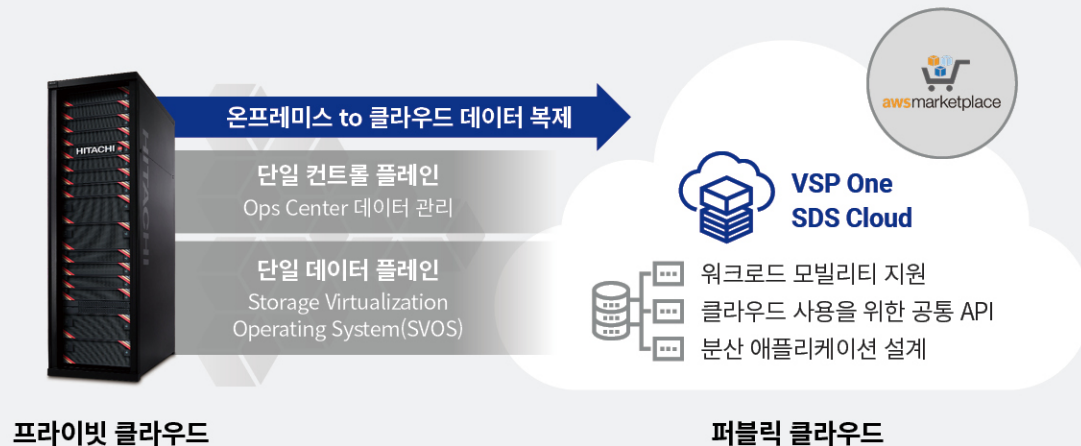 awsmarketplace
HITACHI
HITACHI
온프레미스 to 클라우드 데이터 복제
단일 컨트롤 플레인
Ops Center 데이터 관리
단일 데이터 플레인
Storage Virtualization
Operating System(SVOS)
VSP One
SDS Cloud
워크로드 모빌리티 지원
클라우드 사용을 위한 공통 API
분산 애플리케이션 설계
프라이빗 클라우드
퍼블릭 클라우드